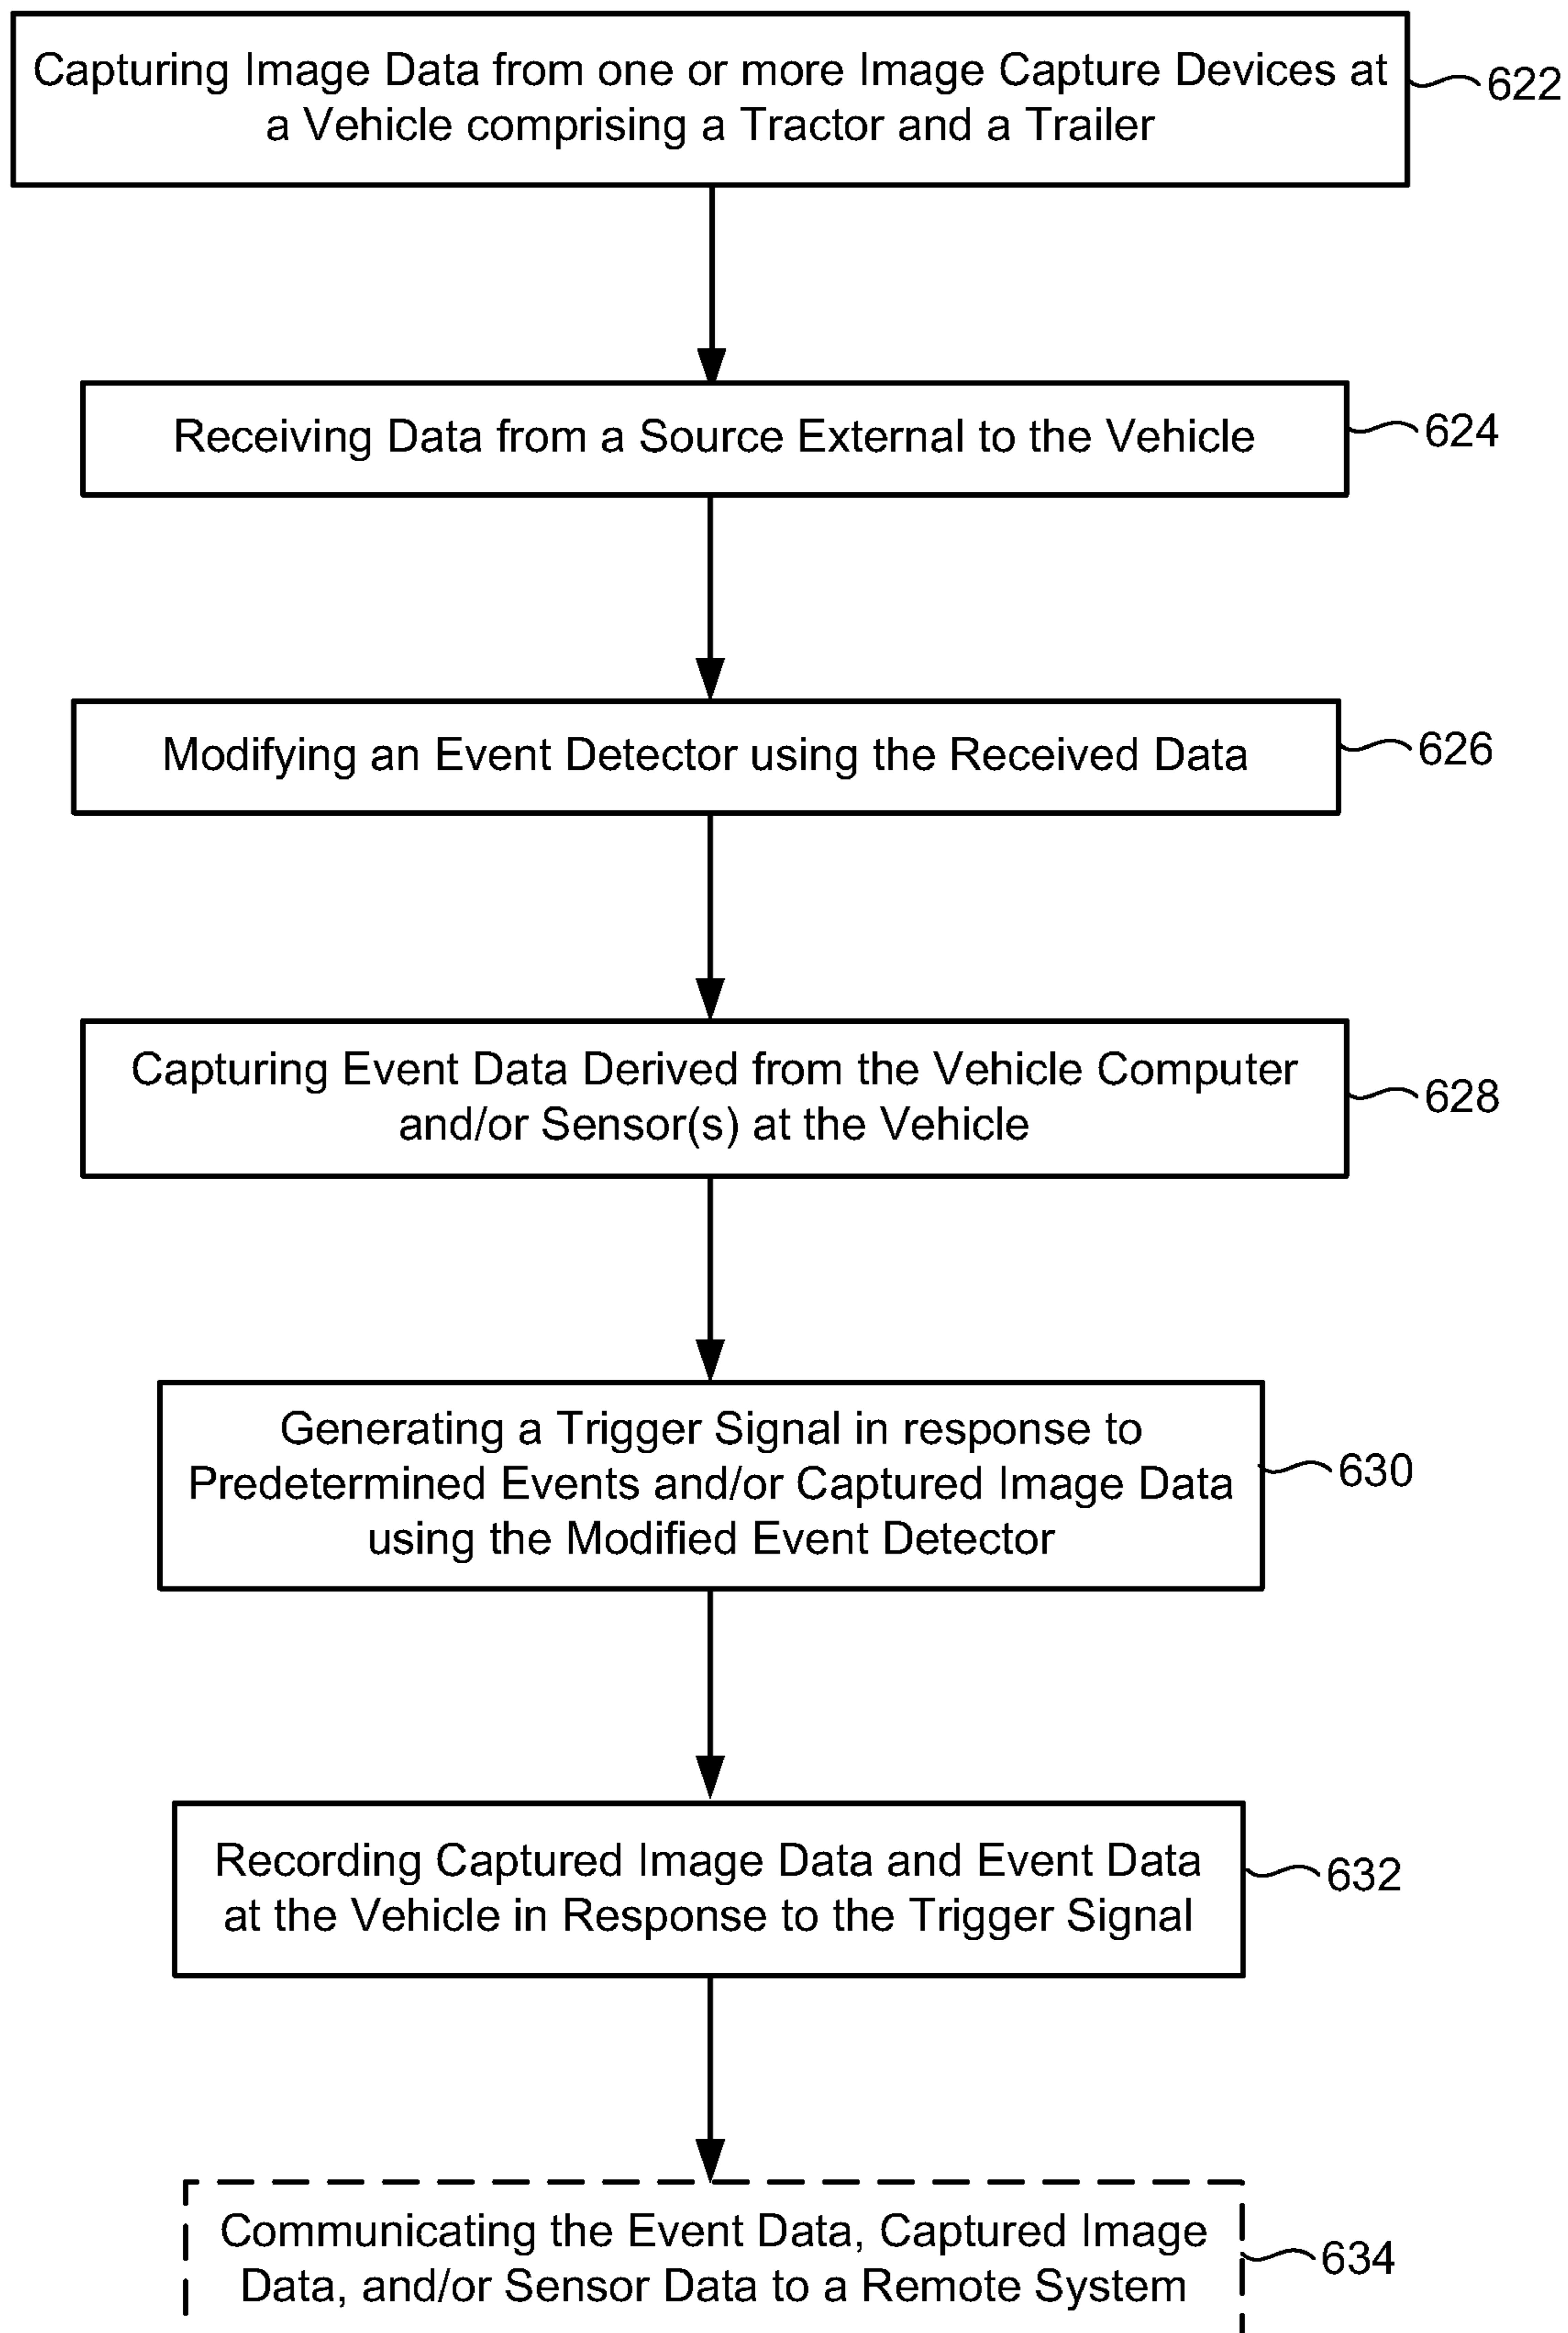 Capturing Image Data from one or more Image Capture Devices at
a Vehicle comprising a Tractor and a Trailer
622
Receiving Data from a Source External to the Vehicle
624
Modifying an Event Detector using the Received Data
626
Capturing Event Data Derived from the Vehicle Computer
and/or Sensor(s) at the Vehicle
628
Generating a Trigger Signal in response to
Predetermined Events and/or Captured Image Data
using the Modified Event Detector
630
Recording Captured Image Data and Event Data
at the Vehicle in Response to the Trigger Signal
632
Communicating the Event Data, Captured Image
Data, and/or Sensor Data to a Remote System
634